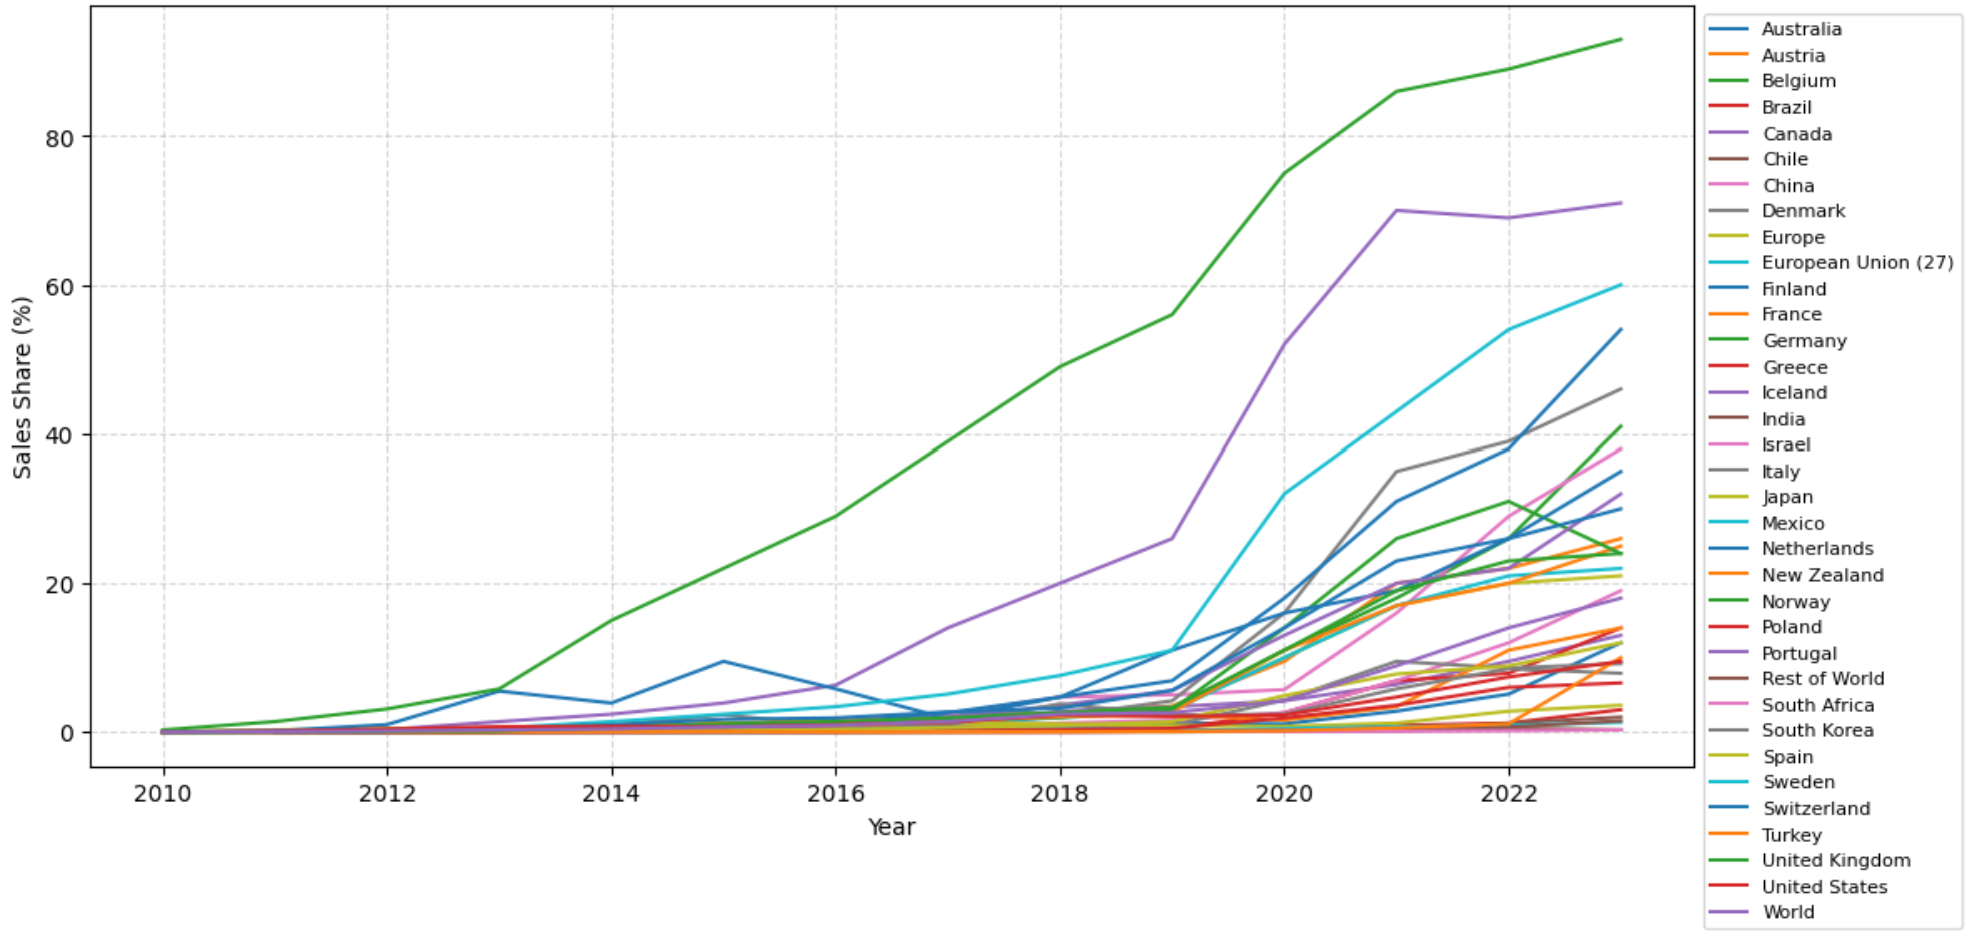 80
60
40
20
0
Sales Share (%)
2010 2012 2014 2016 2018 2020 2022
Year
Australia
Austria
Belgium
Brazil
Canada
Chile
China
Denmark
Europe
European Union (27)
Finland
France
Germany
Greece
Iceland
India
Israel
Italy
Japan
Mexico
Netherlands
New Zealand
Norway
Poland
Portugal
Rest of World
South Africa
South Korea
Spain
Sweden
Switzerland
Turkey
United Kingdom
United States
World